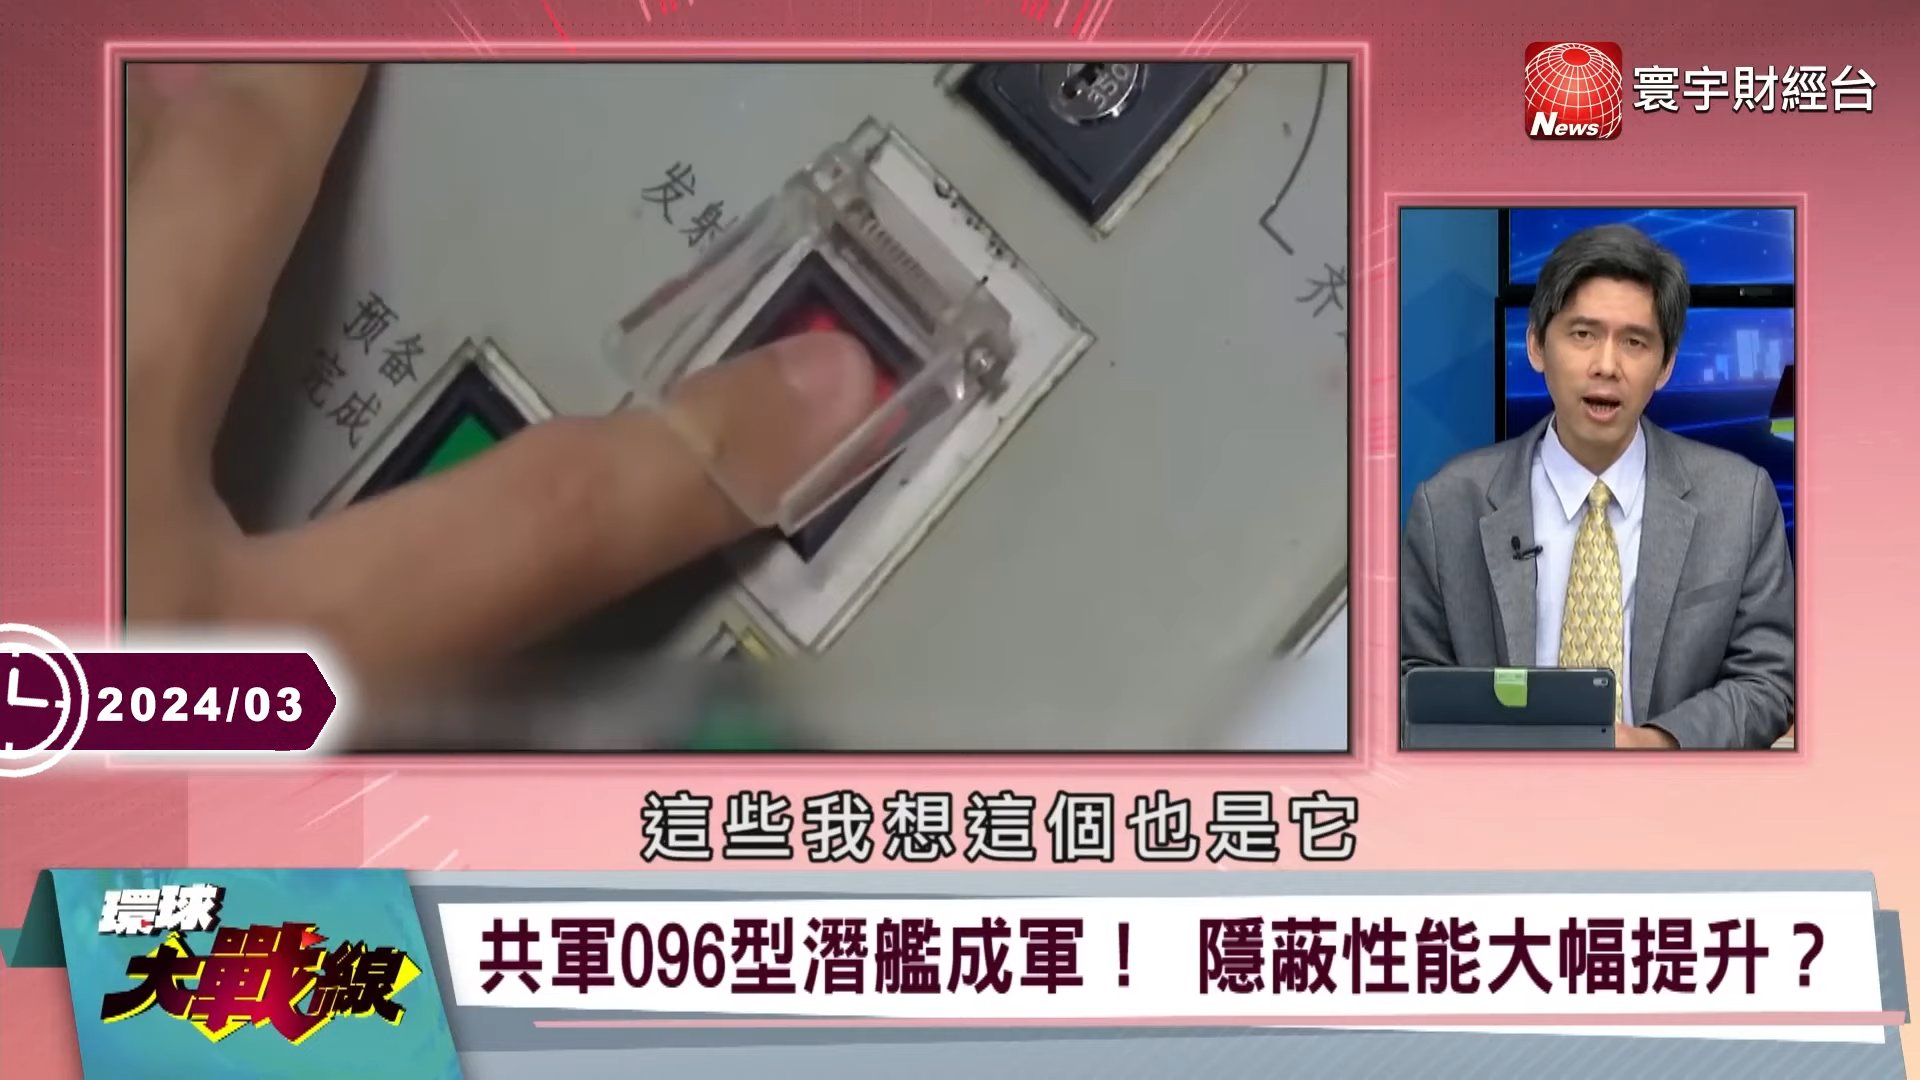 寰宇財經台
News
350
发射
预备
完成
齐
2024/03
這些我想這個也是它
環球
大戰線
共軍096型潛艦成軍！ 隱蔽性能大幅提升？